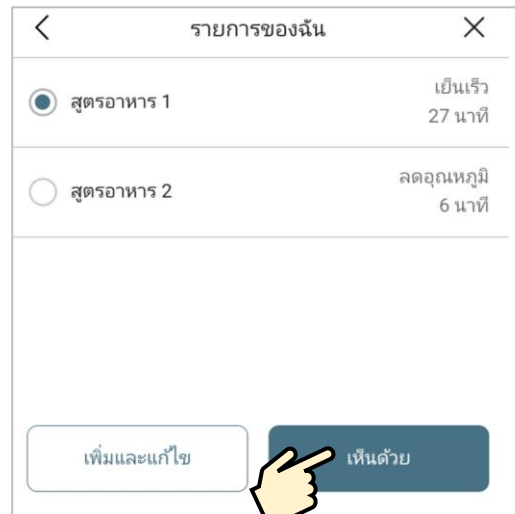 รายการของฉัน
สูตรอาหาร 1
เย็นเร็ว
27 นาที
สูตรอาหาร 2
ลดอุณหภูมิ
6 นาที
เพิ่มและแก้ไข
เห็นด้วย